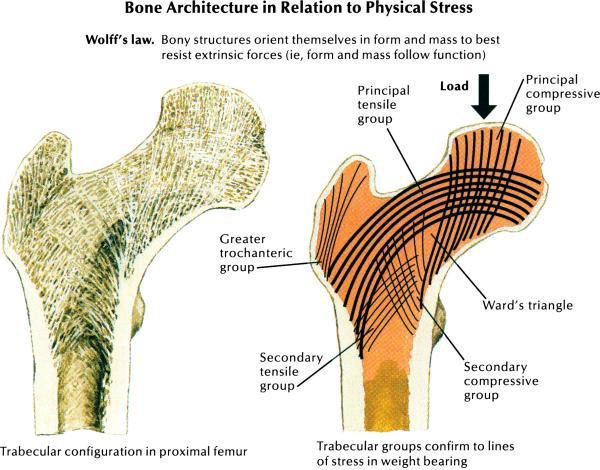 Bone Architecture in Relation to Physical Stress
Wolff's law. Bony structures orient themselves in form and mass to best
resist extrinsic forces (ie, form and mass follow function)
Principal
tensile
group
Load
Principal
compressive
group
Greater
trochanteric
group
Ward's triangle
Secondary
tensile
group
Secondary
compressive
group
Trabecular configuration in proximal femur
Trabecular groups confirm to lines
of stress in weight bearing